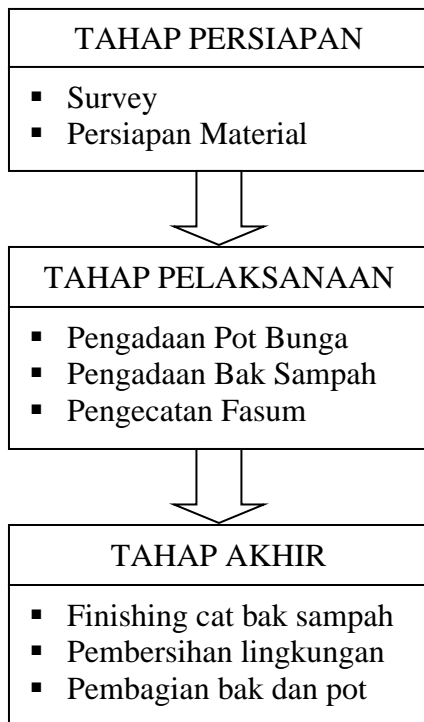 TAHAP PERSIAPAN
▪ Survey
▪ Persiapan Material
TAHAP PELAKSANAAN
▪ Pengadaan Pot Bunga
▪ Pengadaan Bak Sampah
▪ Pengecatan Fasum
TAHAP AKHIR
▪ Finishing cat bak sampah
▪ Pembersihan lingkungan
▪ Pembagian bak dan pot